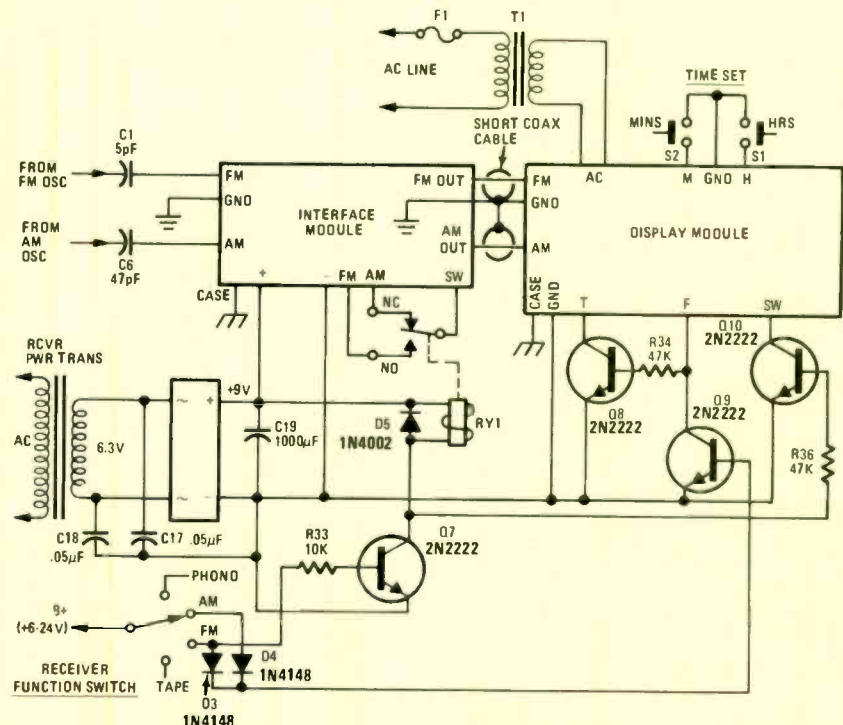 F1
T1
AC LINE
SHORT COAX
CABLE
TIME SET
MINS
HRS
S2
S1
C1
5pF
FROM
FM OSC
FROM
AM
OSC
C6
47pF
FM
GND
AM
INTERFACE
MODULE
FM OUT
AM
OUT
+
-
FM
AM
SW
CASE
FM
GND
AM
AC
M
GND
H
DISPLAY MODULE
CASE
GND
T
F
SW
NC
NO
RCVR
PWR TRANS
AC
6.3V
~
+
~
-
+9V
C19
1000µF
D5
1N4002
RY1
C18
.05µF
C17
.05µF
R34
47K
Q8
2N2222
Q10
2N2222
Q9
2N2222
R36
47K
R33
10K
Q7
2N2222
PHONO
AM
FM
TAPE
B+
(+6-24V)
RECEIVER
FUNCTION SWITCH
D4
1N4148
D3
1N4148